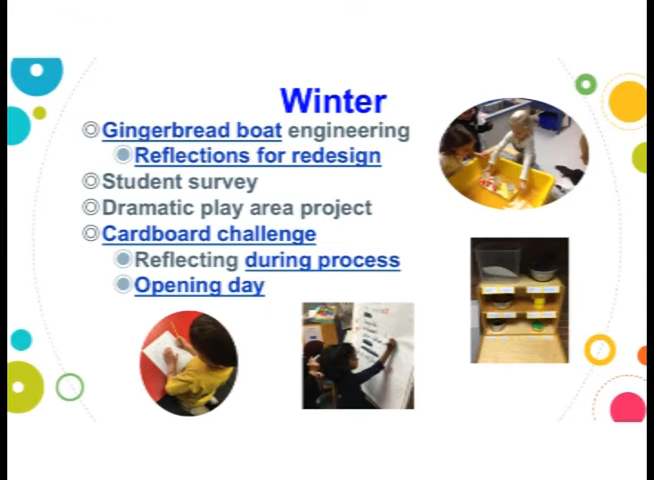 Winter
Gingerbread boat engineering
Reflections for redesign
Student survey
Dramatic play area project
Cardboard challenge
Reflecting during process
Opening day